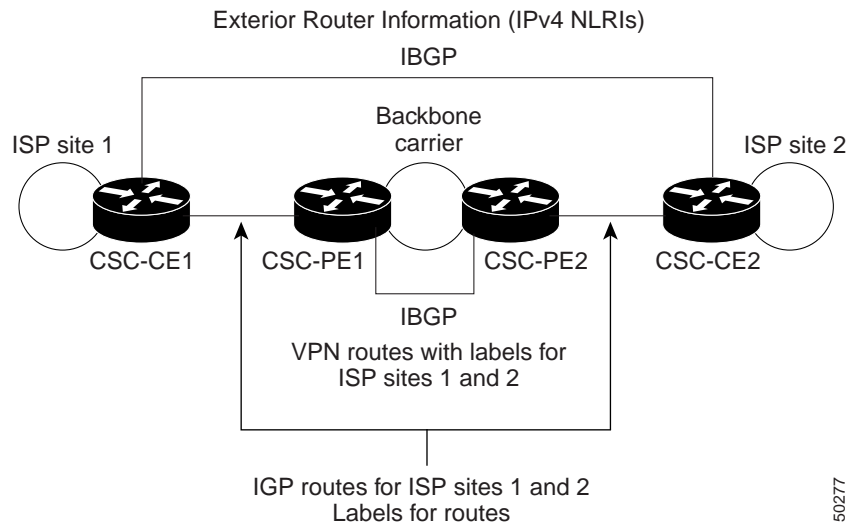 Exterior Router Information (IPv4 NLRIs)
IBGP
Backbone
carrier
ISP site 1
ISP site 2
CSC-CE1
CSC-PE1
CSC-PE2
CSC-CE2
IBGP
VPN routes with labels for
ISP sites 1 and 2
IGP routes for ISP sites 1 and 2
Labels for routes
50277